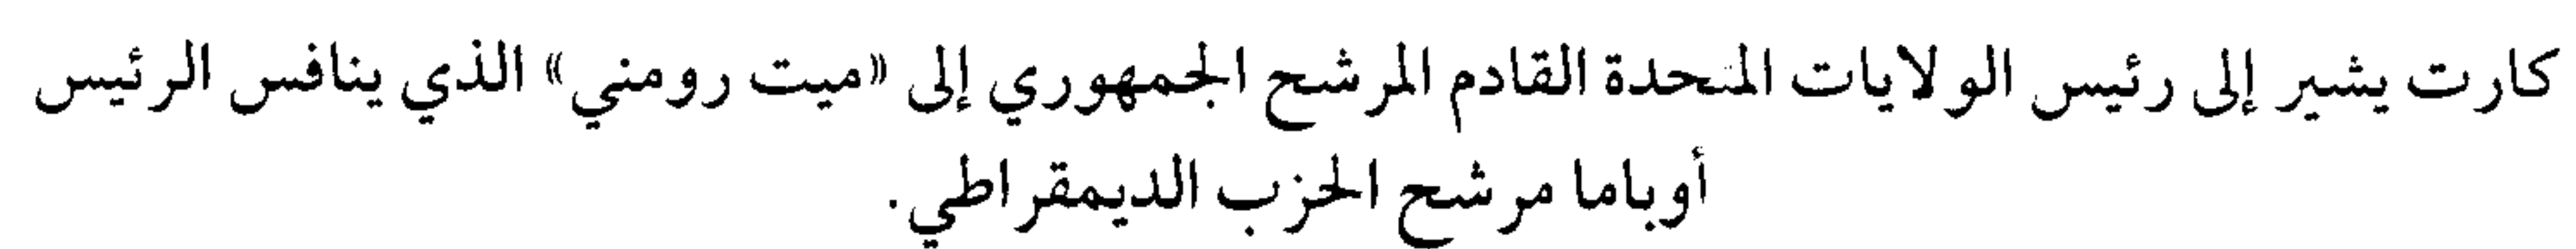 كارت يشير إلى رئيس الولايات المتحدة القادم المرشح الجمهوري إلى «ميت رومني» الذي ينافس الرئيس
أوباما مرشح الحزب الديمقراطي.